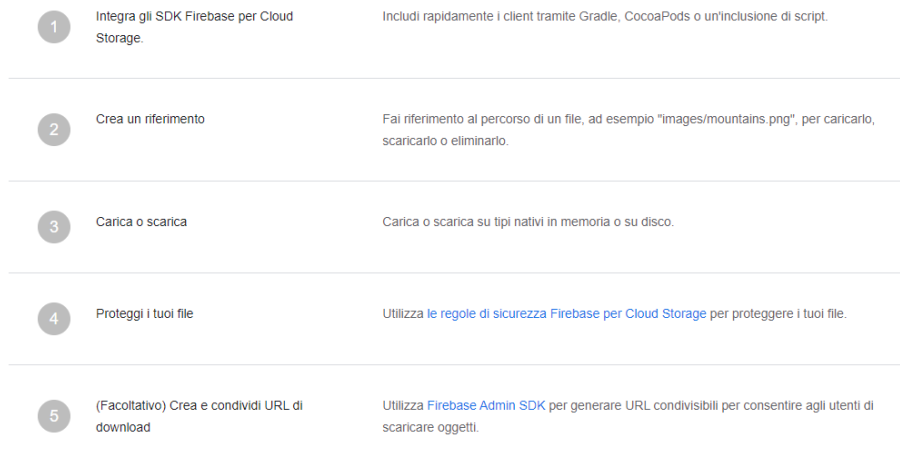 1
Integra gli SDK Firebase per Cloud
Storage.
Includi rapidamente i client tramite Gradle, CocoaPods o un'inclusione di script.
2
Crea un riferimento
Fai riferimento al percorso di un file, ad esempio "images/mountains.png", per caricarlo,
scaricarlo o eliminarlo.
3
Carica o scarica
Carica o scarica su tipi nativi in memoria o su disco.
4
Proteggi i tuoi file
Utilizza le regole di sicurezza Firebase per Cloud Storage per proteggere i tuoi file.
5
(Facoltativo) Crea e condividi URL di
download
Utilizza Firebase Admin SDK per generare URL condivisibili per consentire agli utenti di
scaricare oggetti.